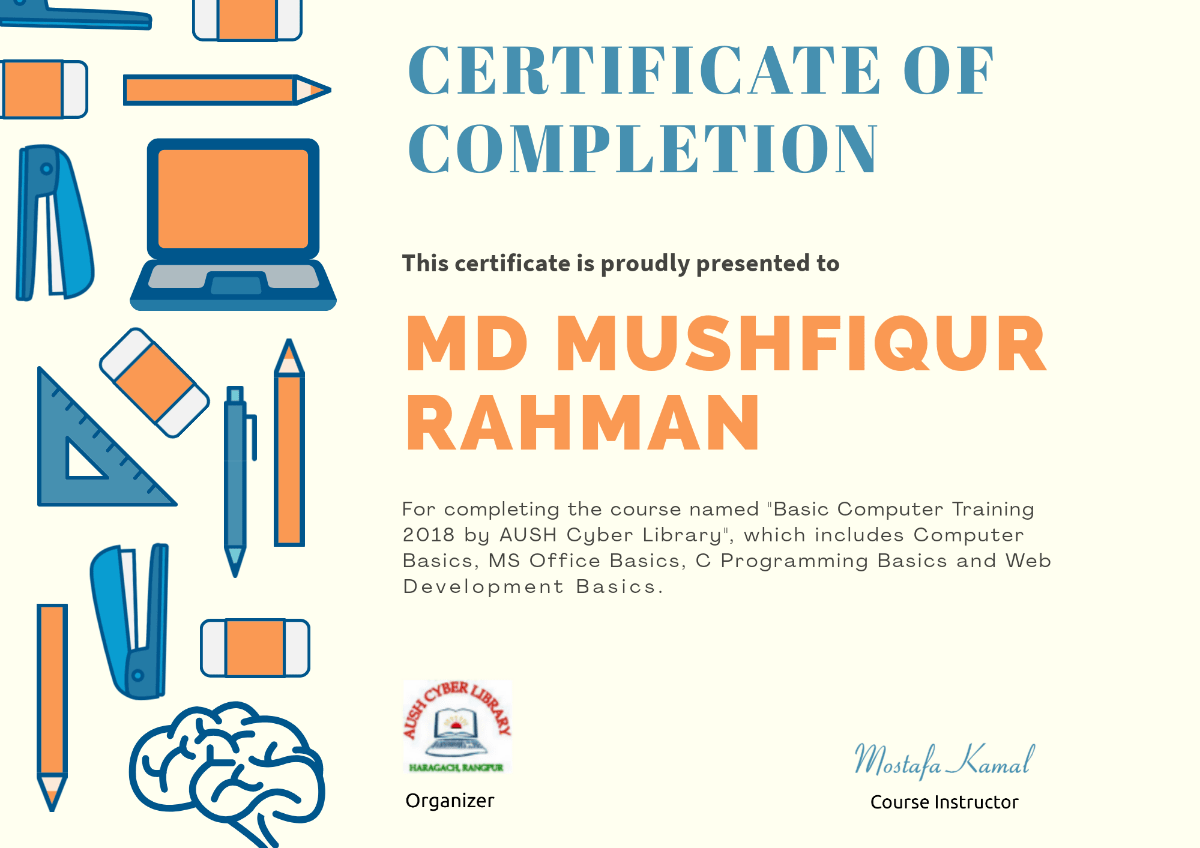 CERTIFICATE OF
COMPLETION
This certificate is proudly presented to
MD MUSHFIQUR
RAHMAN
For completing the course named "Basic Computer Training
2018 by AUSH Cyber Library", which includes Computer
Basics, MS Office Basics, C Programming Basics and Web
Development Basics.
AUSH CYBER LIBRARY
HARAGACH, RANGPUR
Organizer
Mostafa Kamal
Course Instructor